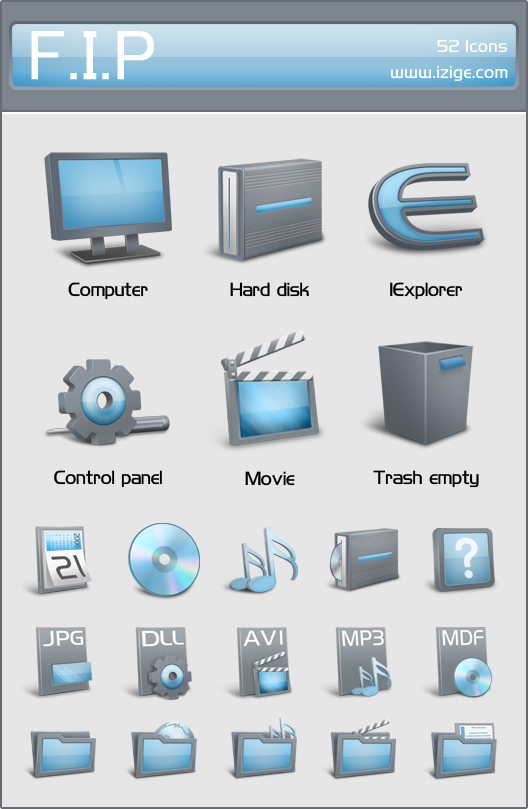 F.I.P
52 Icons
www.izige.com
Computer
Hard disk
IExplorer
Control panel
Movie
Trash empty
2008
21
?
JPG
DLL
AVI
MP3
MDF